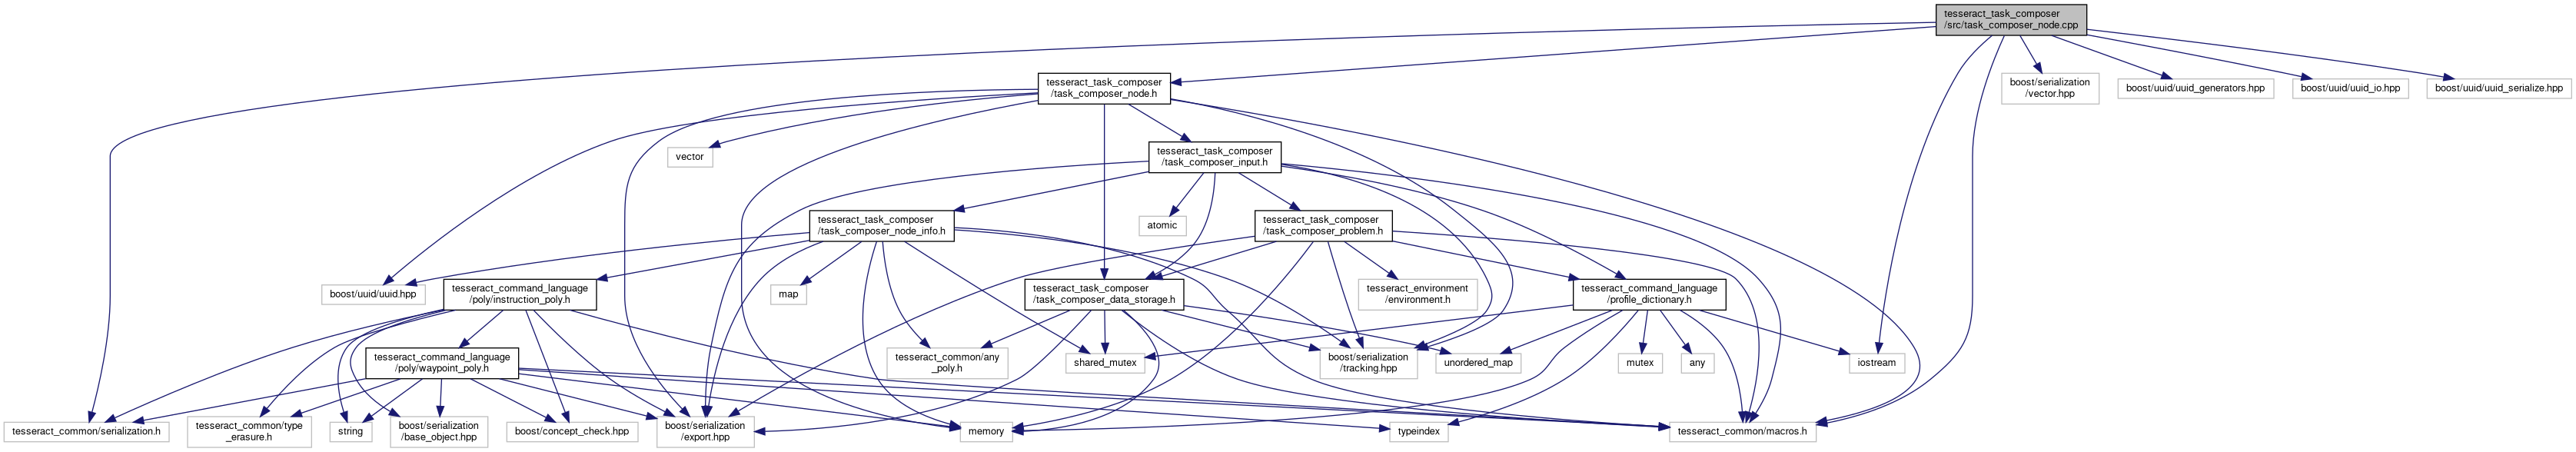 tesseract_task_composer
/src/task_composer_node.cpp
tesseract_task_composer
/task_composer_node.h
boost/serialization
/vector.hpp
boost/uuid/uuid_generators.hpp
boost/uuid/uuid_io.hpp
boost/uuid/uuid_serialize.hpp
vector
tesseract_task_composer
/task_composer_input.h
tesseract_task_composer
/task_composer_node_info.h
atomic
tesseract_task_composer
/task_composer_problem.h
boost/uuid/uuid.hpp
tesseract_command_language
/poly/instruction_poly.h
map
tesseract_task_composer
/task_composer_data_storage.h
tesseract_environment
/environment.h
tesseract_command_language
/profile_dictionary.h
tesseract_command_language
/poly/waypoint_poly.h
tesseract_common/any
_poly.h
shared_mutex
boost/serialization
/tracking.hpp
unordered_map
mutex
any
iostream
tesseract_common/serialization.h
tesseract_common/type
_erasure.h
string
boost/serialization
/base_object.hpp
boost/concept_check.hpp
boost/serialization
/export.hpp
memory
typeindex
tesseract_common/macros.h